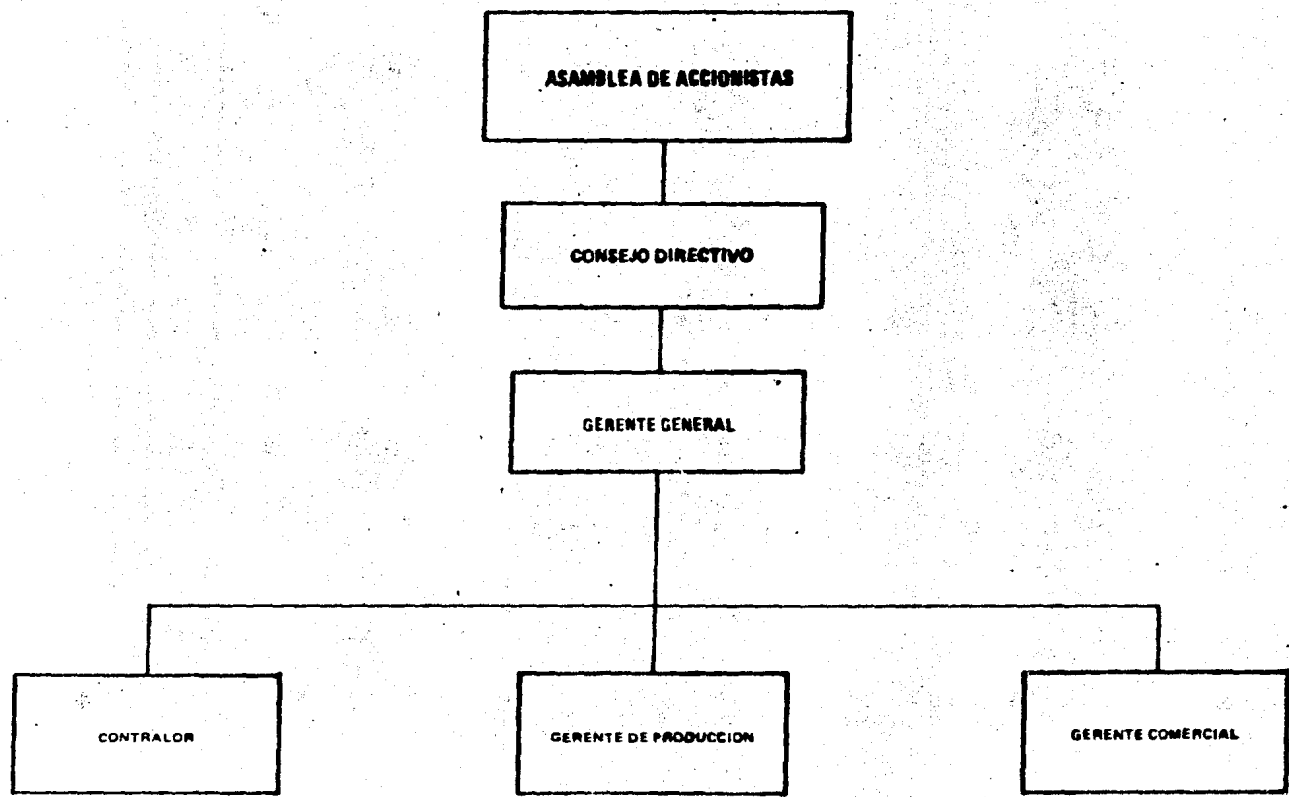 ASAMBLEA DE ACCIONISTAS
CONSEJO DIRECTIVO
GERENTE GENERAL
CONTRALOR
GERENTE DE PRODUCCION
GERENTE COMERCIAL